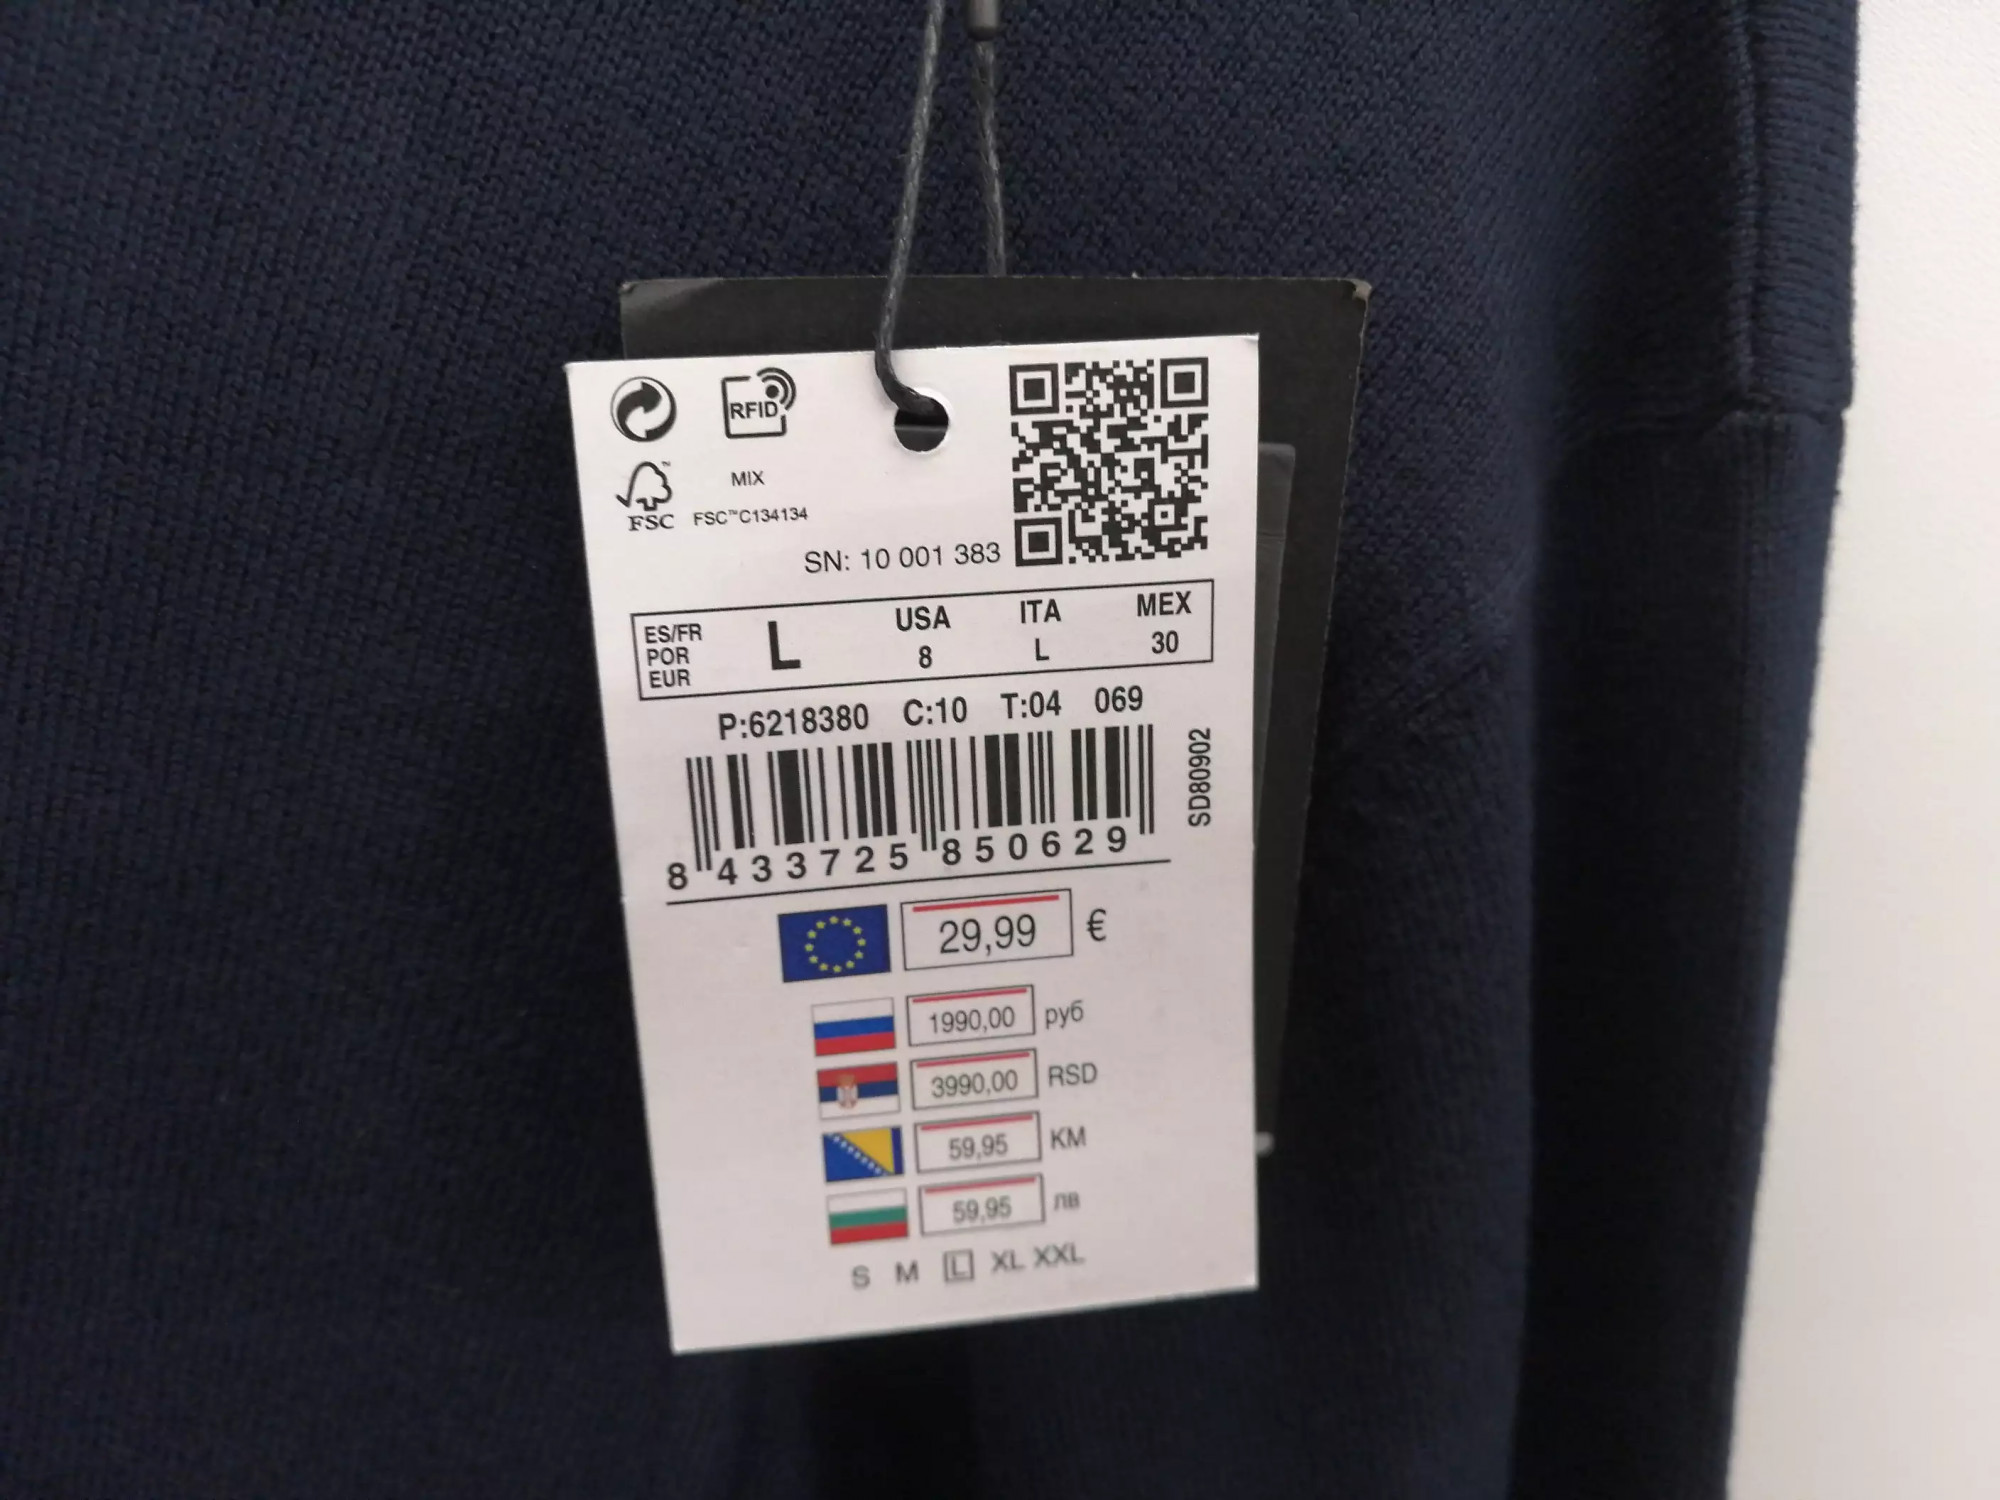 RFID
MIX
FSC
FSC™C134134
SN: 10 001 383
ES/FR
POR
EUR
L
USA
8
ITA
L
MEX
30
P:6218380 C:10 T:04 069
8 433725 850629
SD80902
29,99 €
1990,00 руб
3990,00 RSD
59,95 KM
59,95 лв
S M L XL XXL